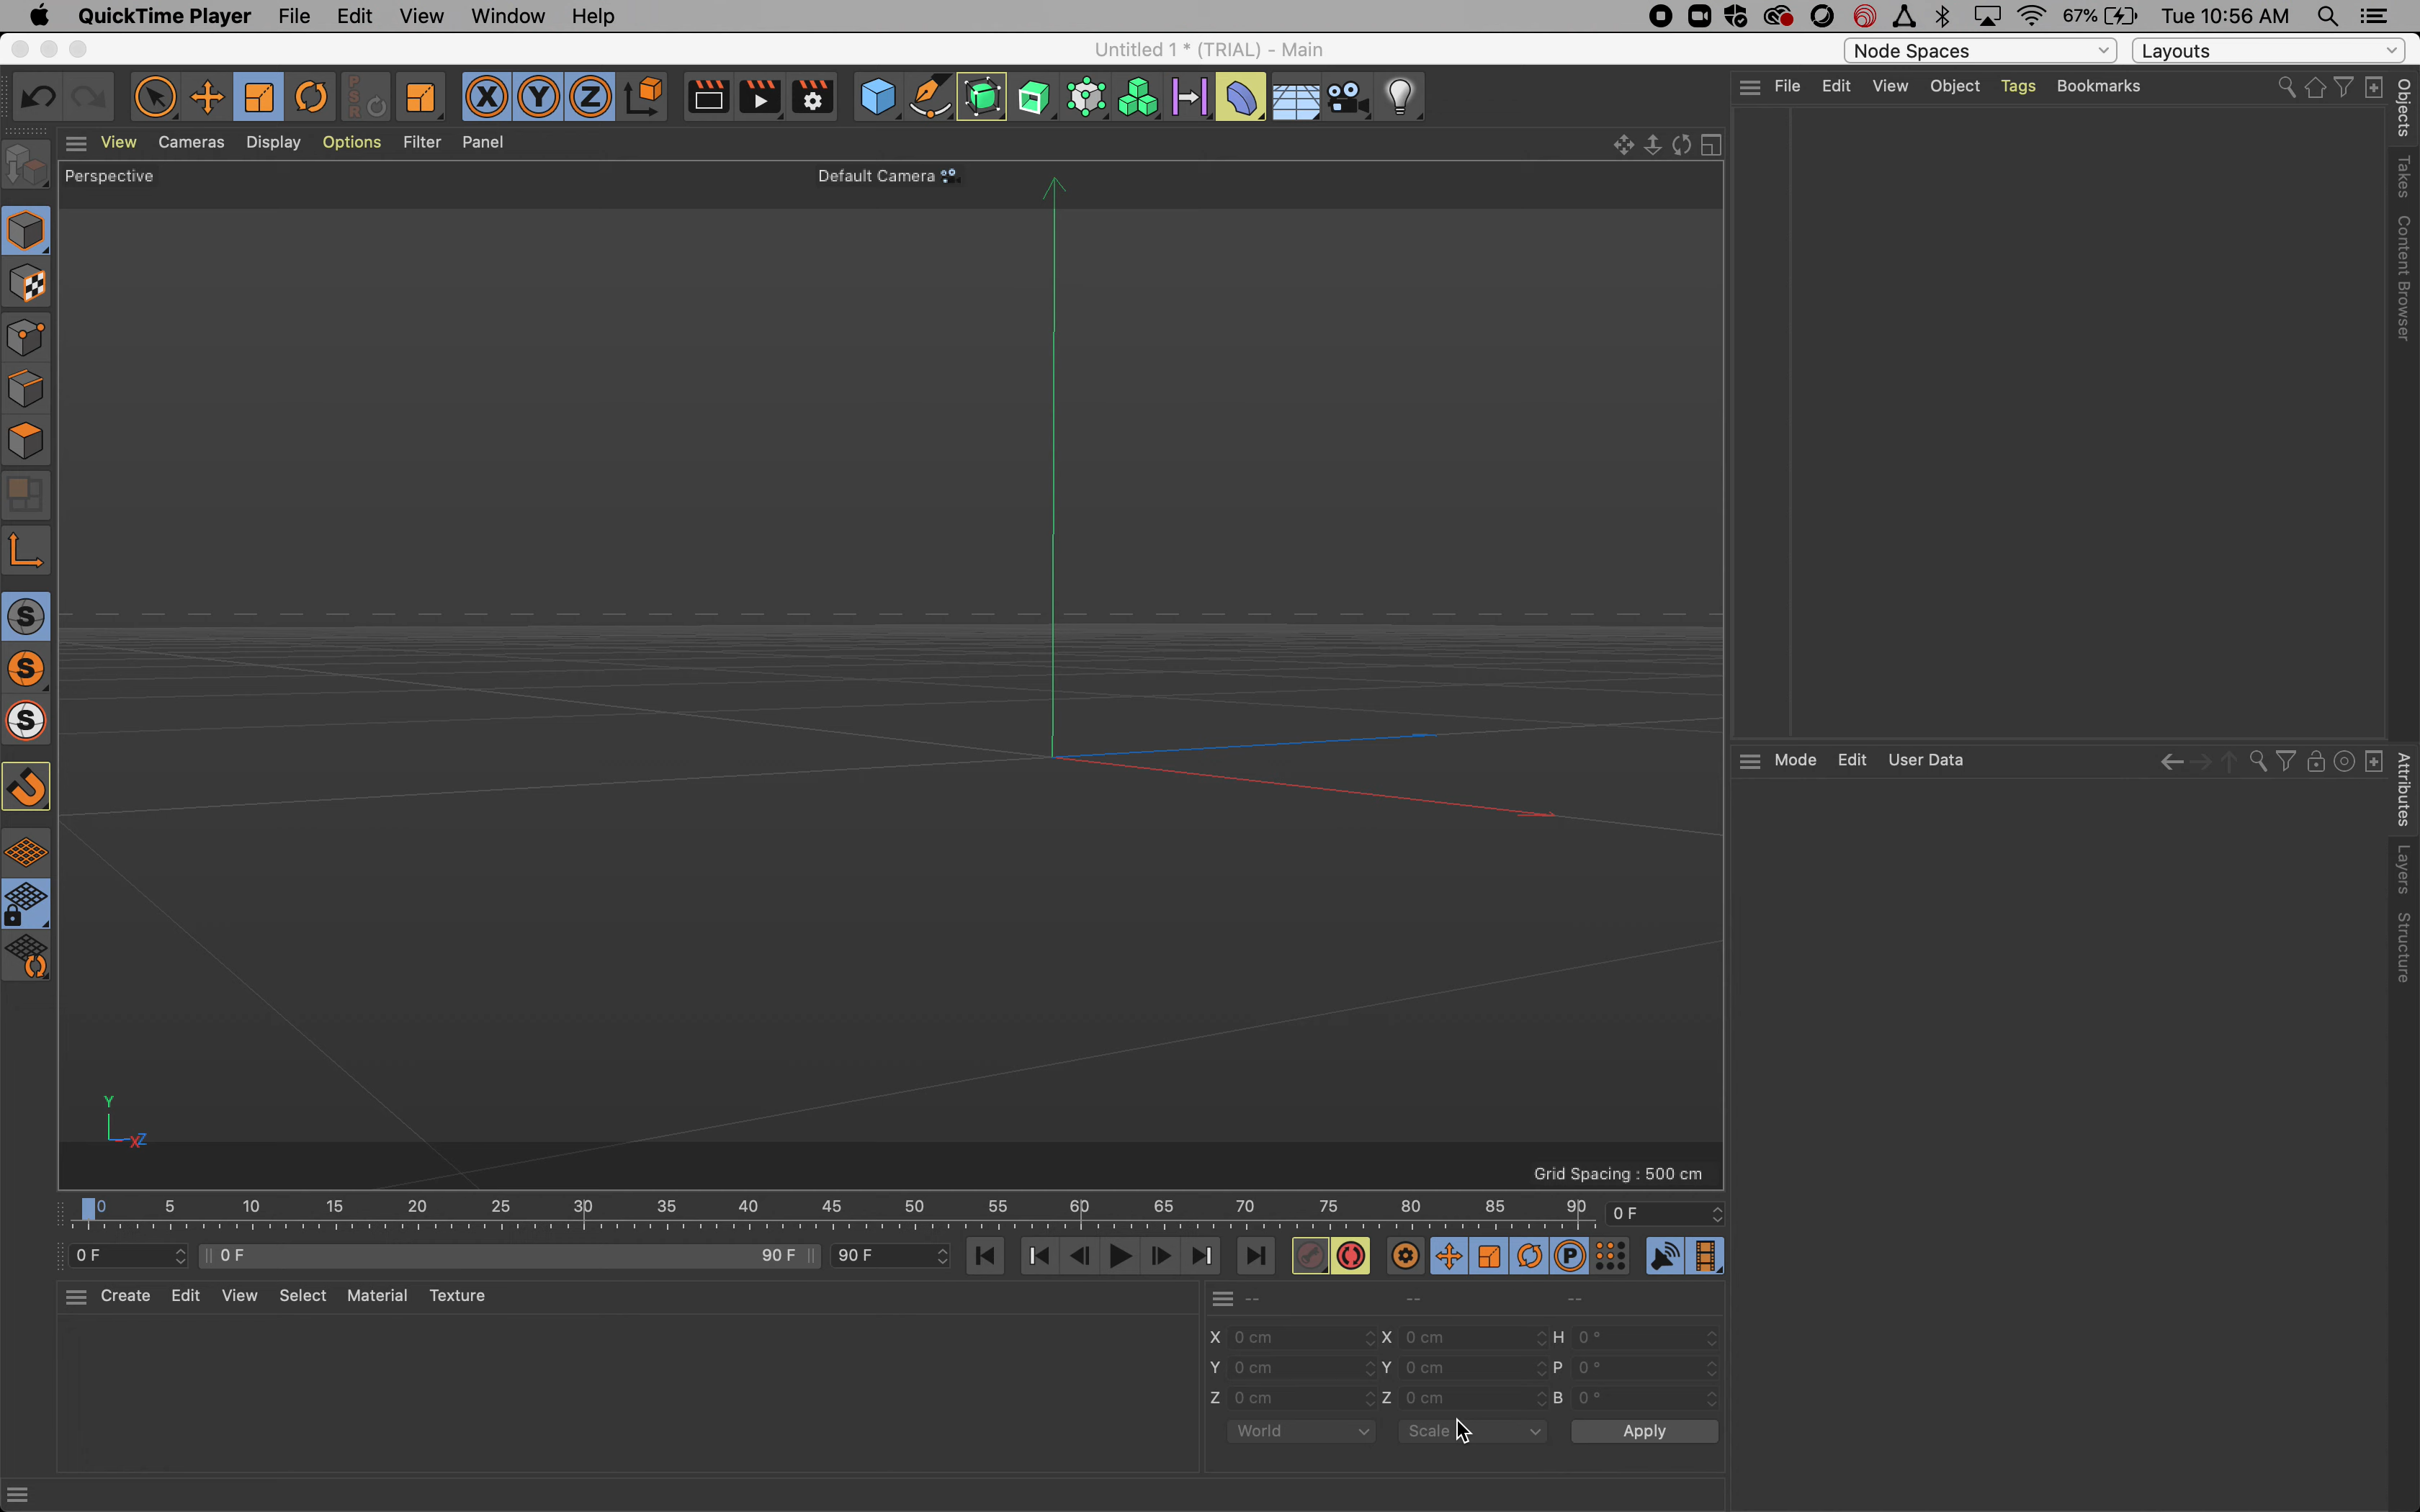 QuickTime Player File Edit View Window Help 67% Tue 10:56 AM
Untitled 1 * (TRIAL) - Main Node Spaces Layouts
X Y Z
PSR
File Edit View Object Tags Bookmarks
View Cameras Display Options Filter Panel
Perspective Default Camera
Objects
Takes
Content Browser
S
S
S
Mode Edit User Data
Attributes
Layers
Structure
Y
X Z
Grid Spacing : 500 cm
0 5 10 15 20 25 30 35 40 45 50 55 60 65 70 75 80 85 90 0 F
0 F 0 F 90 F 90 F P
Create Edit View Select Material Texture -- -- --
X 0 cm X 0 cm H 0 °
Y 0 cm Y 0 cm P 0 °
Z 0 cm Z 0 cm B 0 °
World Scale Apply